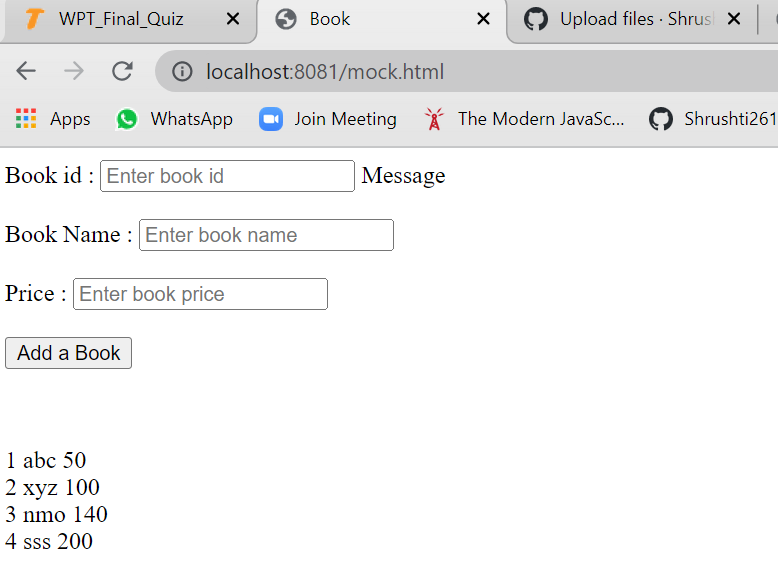 WPT_Final_Quiz Book Upload files · Shrus
localhost:8081/mock.html
Apps WhatsApp Join Meeting The Modern JavaSc... Shrushti261
Book id : Enter book id Message
Book Name : Enter book name
Price : Enter book price
Add a Book
1 abc 50
2 xyz 100
3 nmo 140
4 sss 200